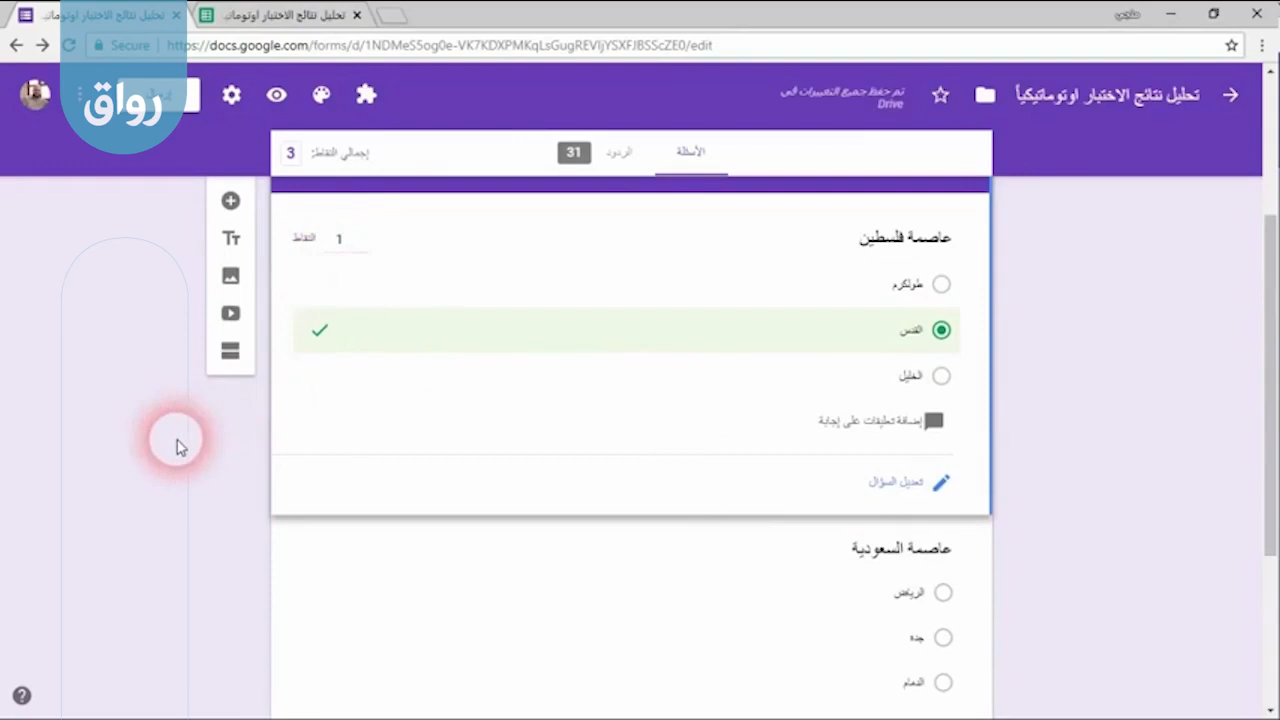 تحليل نتائج الاختبار اوتومات
تحليل نتائج الاختبار اوتومات
Secure
https://docs.google.com/forms/d/1NDMeS5og0e-VK7KDXPMKqLsGugREVIjYSXFJBSScZE0/edit
رواق
تحليل نتائج الاختبار اوتوماتيكياً
تم حفظ جميع التغييرات في
Drive
الأسئلة
الردود
31
إجمالي النقاط:
3
عاصمة فلسطين
1
النقاط
طولكرم
القدس
الخليل
إضافة تعليقات على إجابة
تعديل السؤال
عاصمة السعودية
الرياض
جدة
الدمام